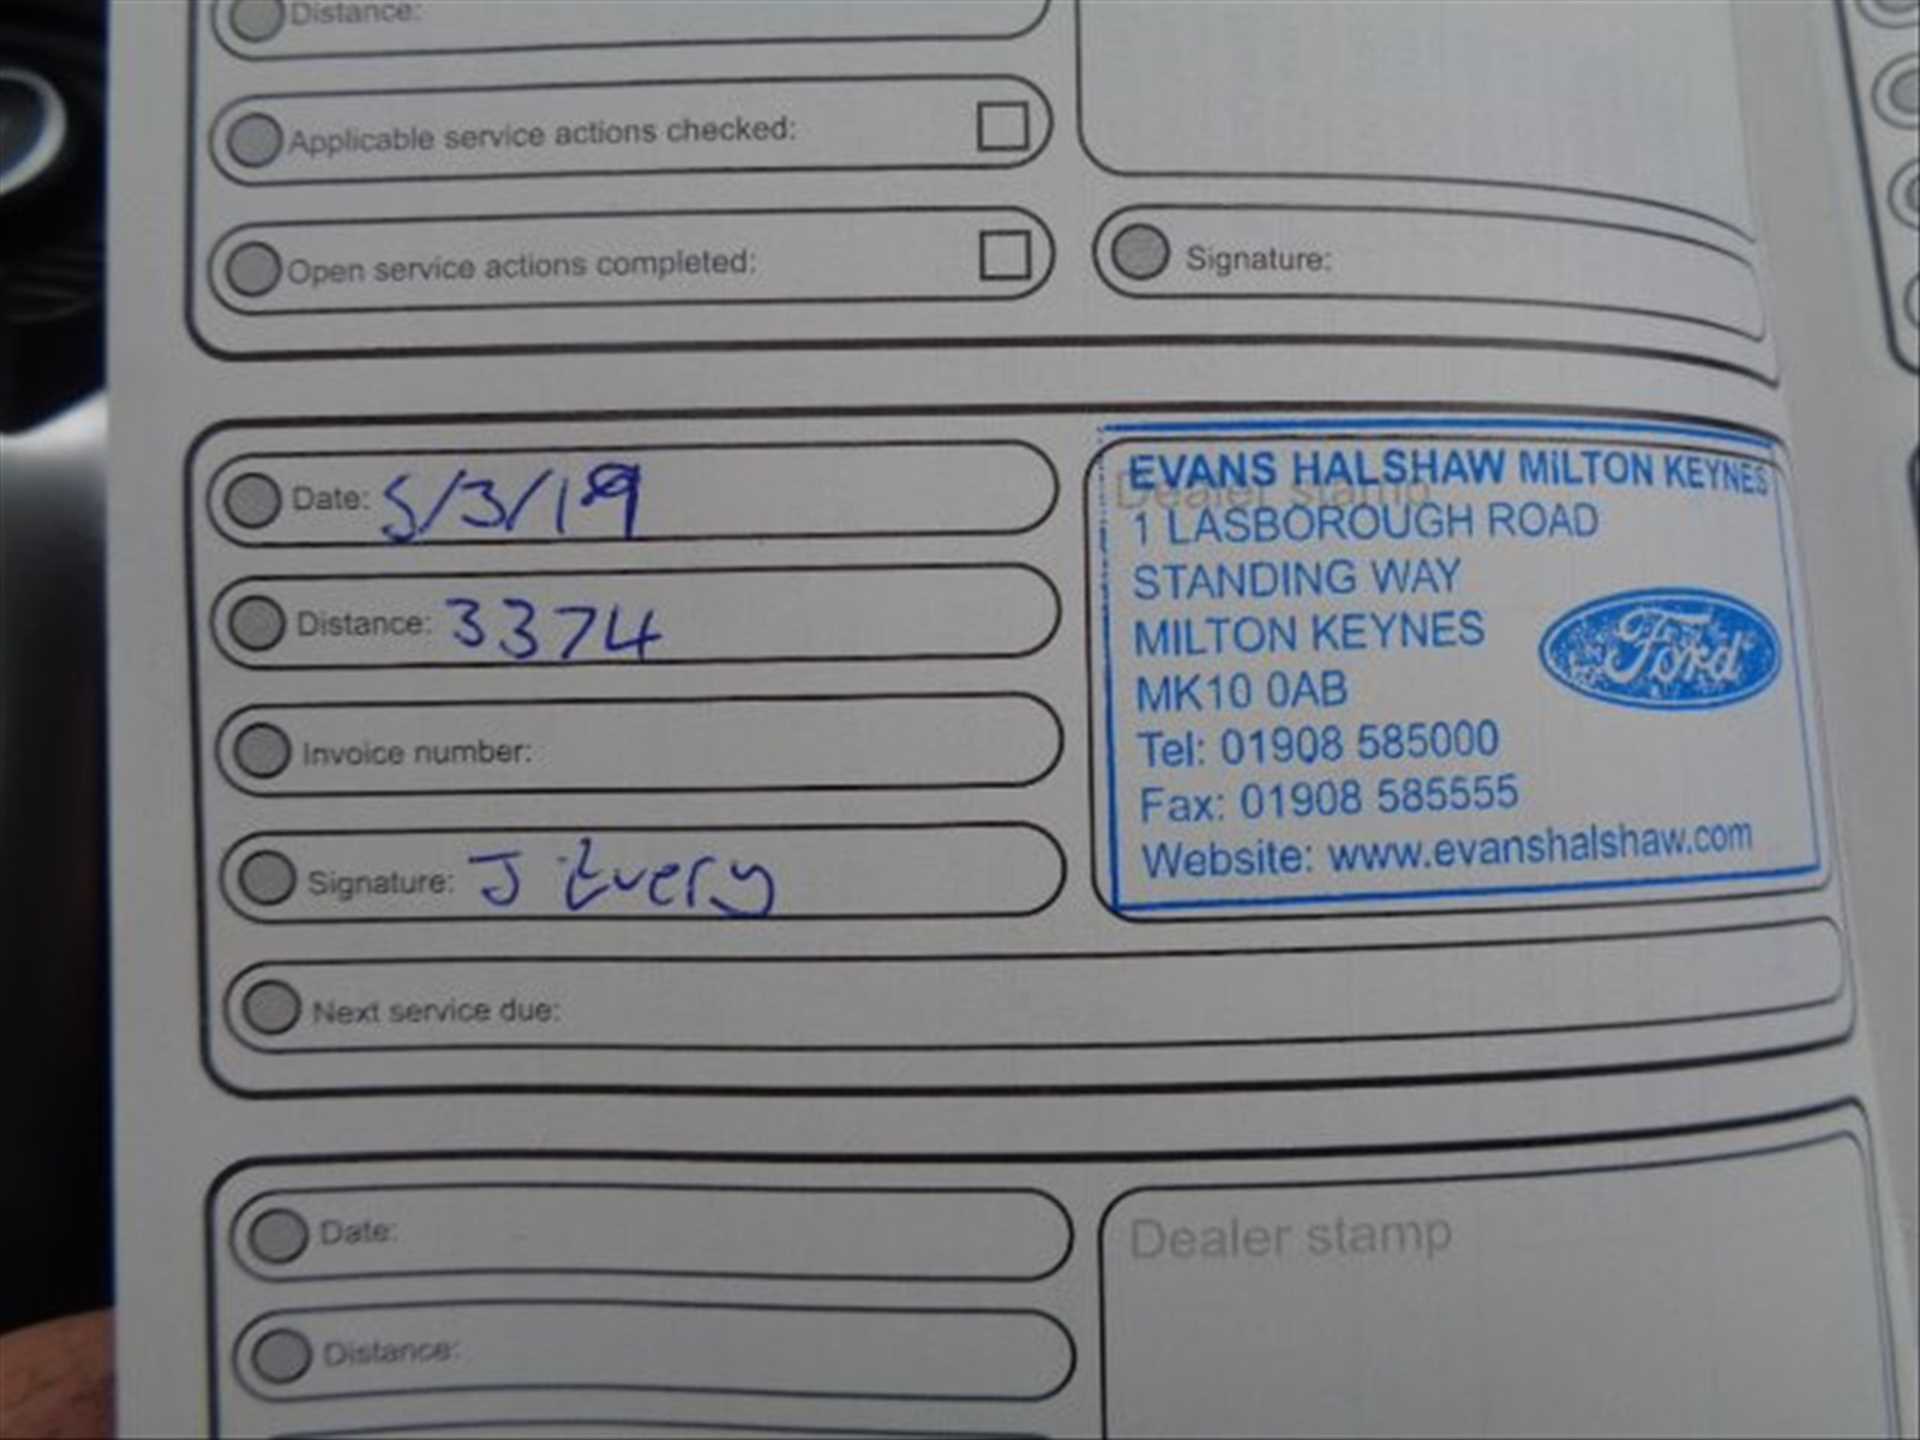 Distance:
Applicable service actions checked:
Open service actions completed:
Signature:
Date: 5/3/19
Distance: 3374
Invoice number:
Signature: J Every
Next service due:
Dealer stamp
EVANS HALSHAW MiLTON KEYNES
1 LASBOROUGH ROAD
STANDING WAY
MILTON KEYNES
MK10 0AB
Tel: 01908 585000
Fax: 01908 585555
Website: www.evanshalshaw.com
Ford
Date:
Distance:
Dealer stamp